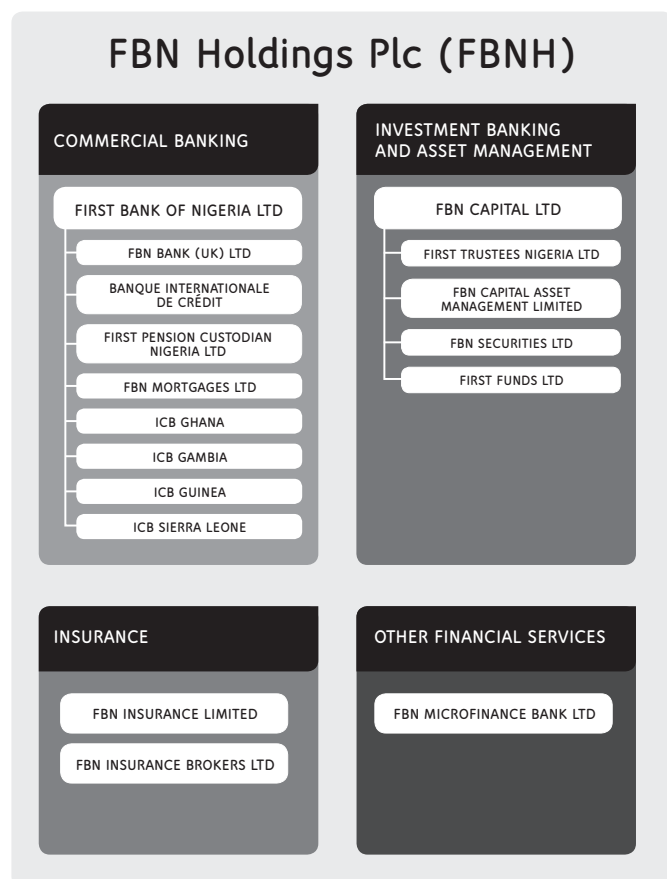 FBN Holdings Plc (FBNH)
COMMERCIAL BANKING
FIRST BANK OF NIGERIA LTD
FBN BANK (UK) LTD
BANQUE INTERNATIONALE
DE CRÉDIT
FIRST PENSION CUSTODIAN
NIGERIA LTD
FBN MORTGAGES LTD
ICB GHANA
ICB GAMBIA
ICB GUINEA
ICB SIERRA LEONE
INVESTMENT BANKING
AND ASSET MANAGEMENT
FBN CAPITAL LTD
FIRST TRUSTEES NIGERIA LTD
FBN CAPITAL ASSET
MANAGEMENT LIMITED
FBN SECURITIES LTD
FIRST FUNDS LTD
INSURANCE
FBN INSURANCE LIMITED
FBN INSURANCE BROKERS LTD
OTHER FINANCIAL SERVICES
FBN MICROFINANCE BANK LTD